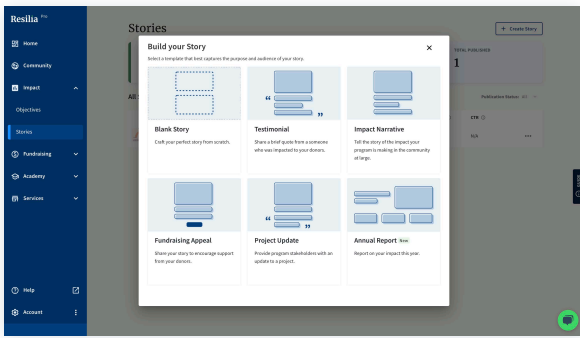 Resilia Pro
Home
Community
Impact
Objectives
Stories
Fundraising
Academy
Services
Help
Account
Stories
+ Create Story
TOTAL PUBLISHED
1
Publication Status: All
CTR
N/A
Build your Story
Select a template that best captures the purpose and audience of your story.
Blank Story
Craft your perfect story from scratch.
Testimonial
Share a brief quote from a someone
who was impacted to your donors.
Impact Narrative
Tell the story of the impact your
program is making in the community
at large.
Fundraising Appeal
Share your story to encourage support
from your donors.
Project Update
Provide program stakeholders with an
update to a project.
Annual Report New
Report on your impact this year.